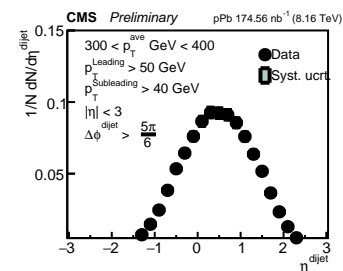 CMS Preliminary pPb 174.56 nb⁻¹ (8.16 TeV)
0.15
300 < p_T^ave GeV < 400
Data
p_T^Leading > 50 GeV
Syst. ucrt.
p_T^Subleading > 40 GeV
0.1
|η| < 3
Δϕ^dijet > 5π/6
0.05
1/N dN/dη^dijet
−3 −2 −1 0 1 2 3
η^dijet